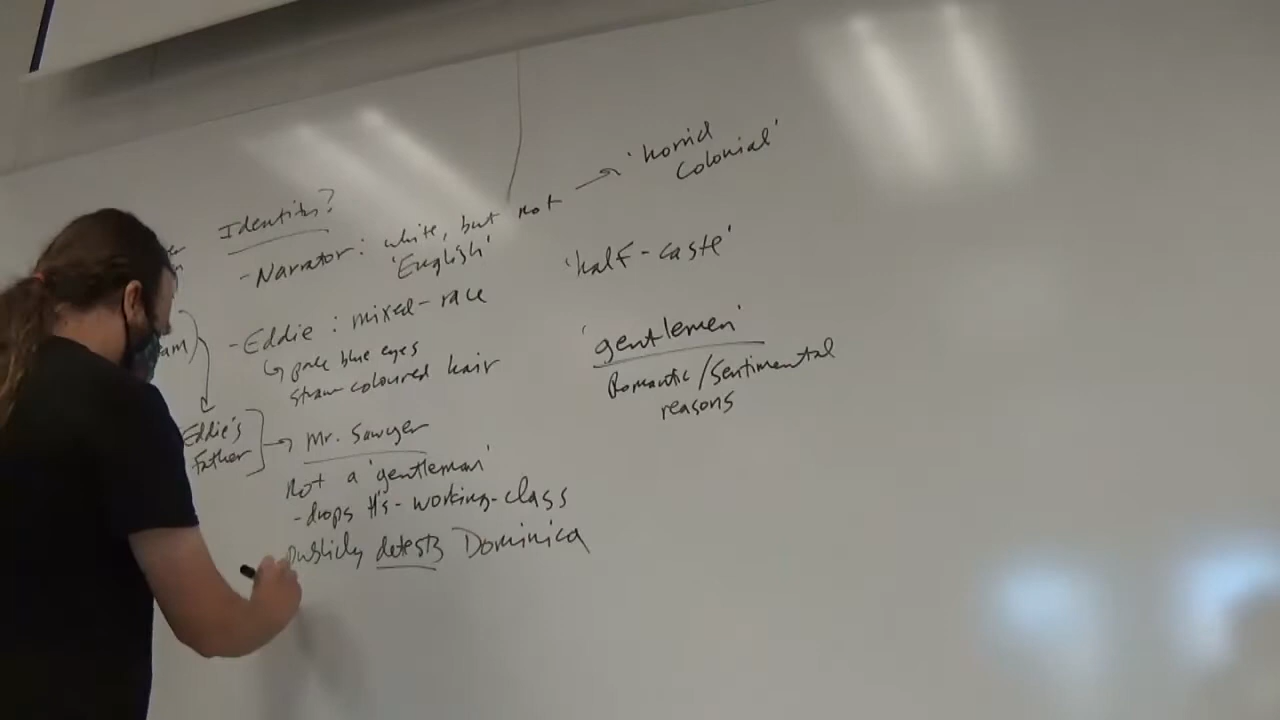 Identity?
-Narrator: white, but not → 'horrid
'English'
colonial'
'half-caste'
-Eddie: mixed-race
↳ pale blue eyes
straw coloured hair
'gentlemen'
Romantic/Sentimental
reasons
am)
Eddie's
Father
→ Mr. Sawyer
not a 'gentleman'
-drops H's - working-class
publicly detests Dominica